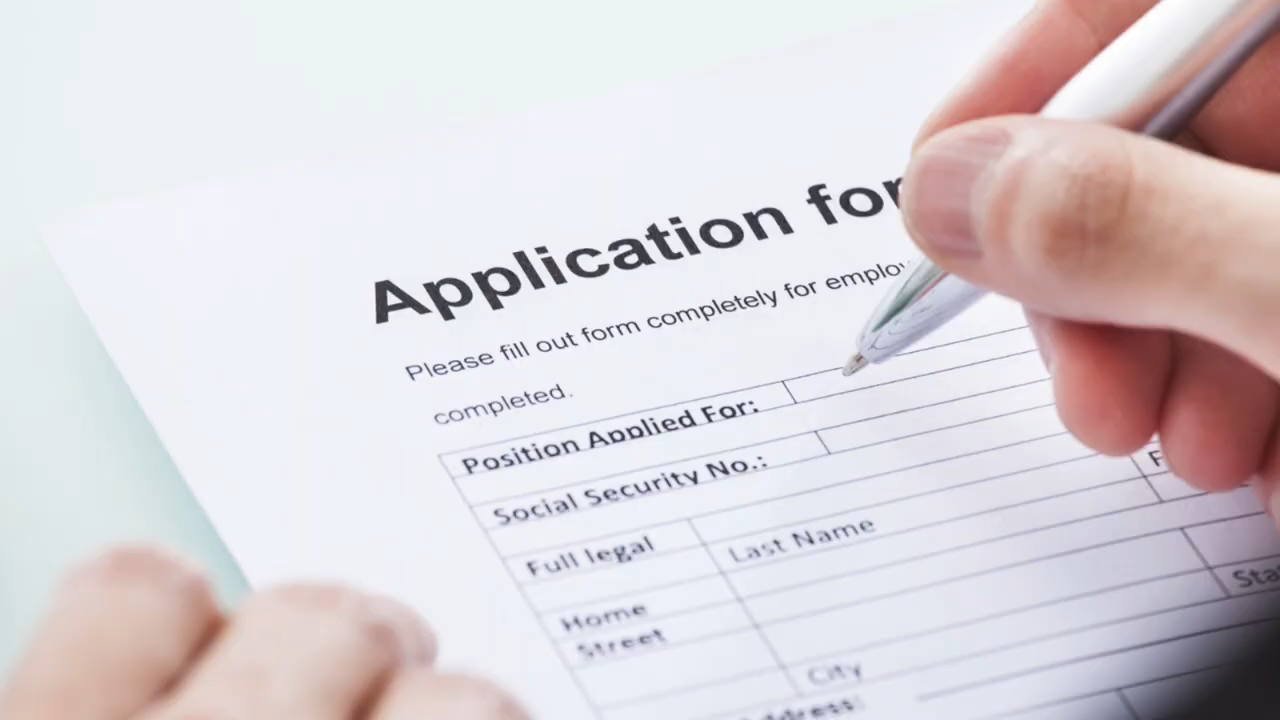 Application for
Please fill out form completely for
completed.
Position Applied For:
Social Security No.:
Full legal
Last Name
Home
Street
City